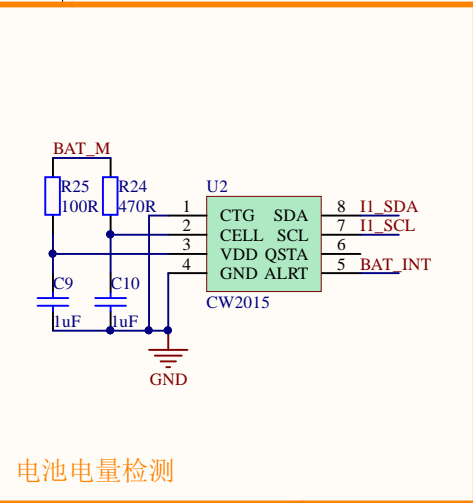 BAT_M
R25 R24 U2
100R 470R
1 CTG SDA 8 I1_SDA
2 CELL SCL 7 I1_SCL
3 VDD QSTA 6
4 GND ALRT 5 BAT_INT
C9 C10
CW2015
1uF 1uF
GND
电池电量检测